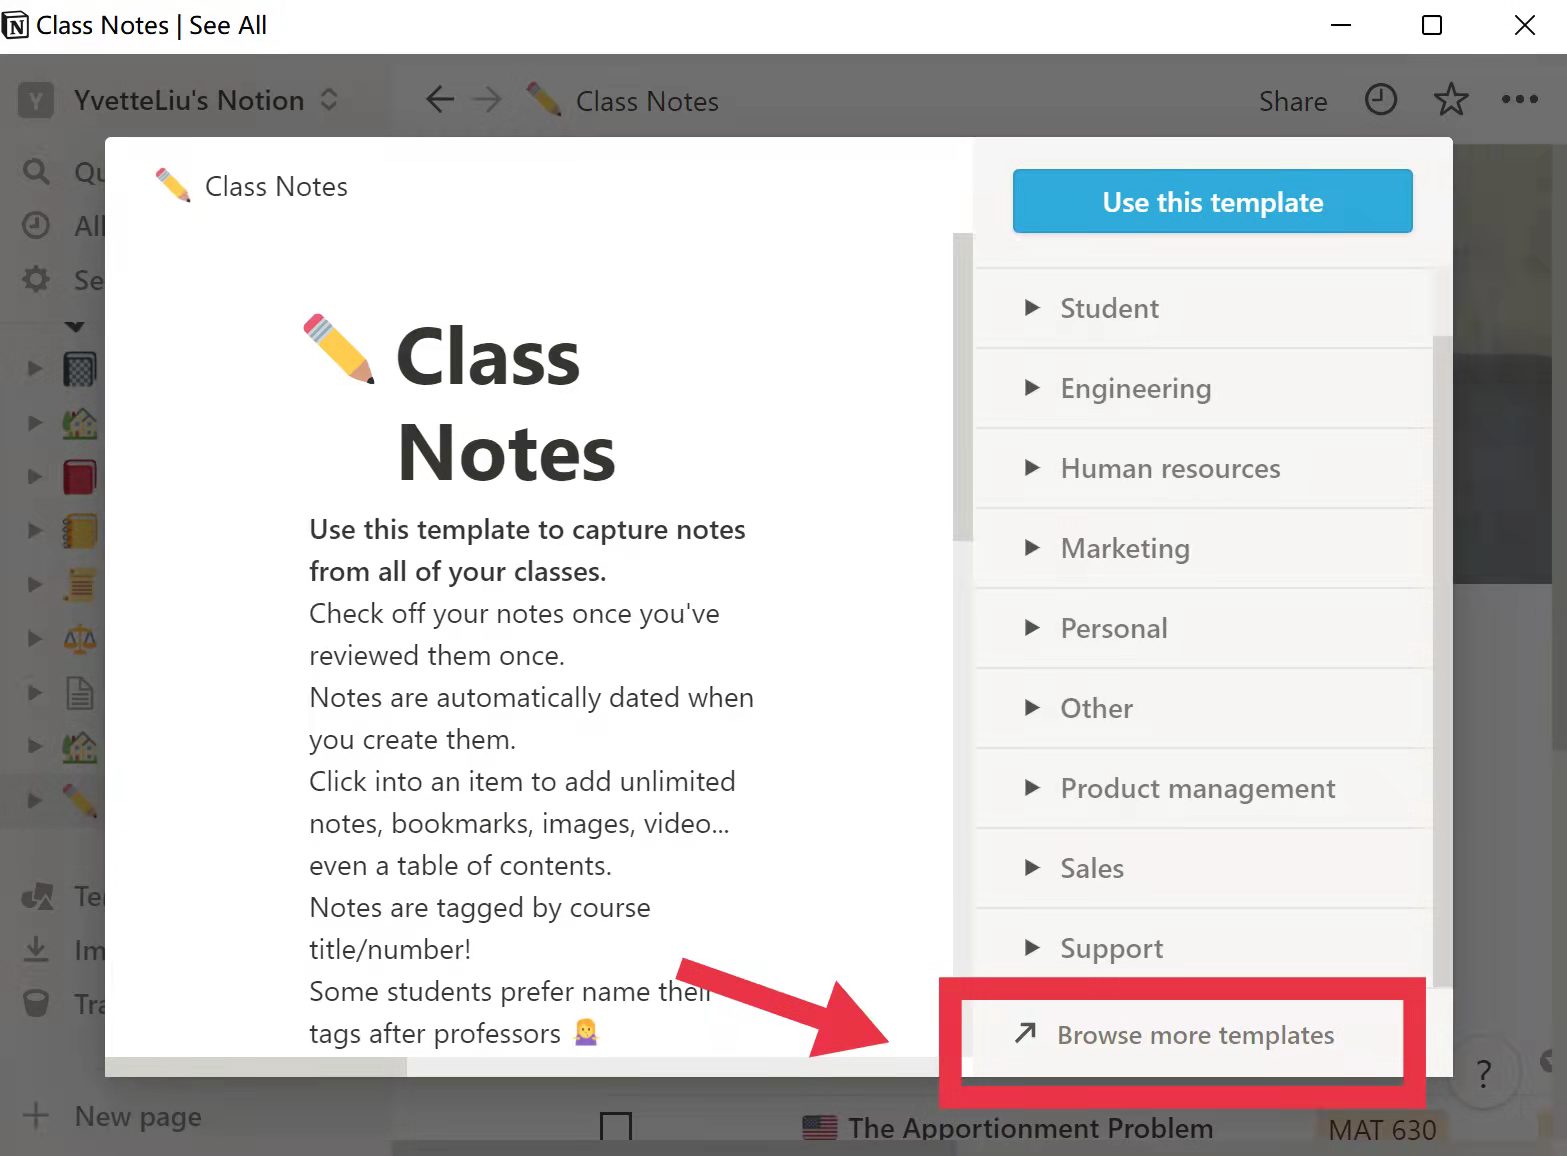 Class Notes | See All
Y YvetteLiu's Notion
Class Notes
Share
Class Notes
Use this template
Class
Notes
Use this template to capture notes
from all of your classes.
Check off your notes once you've
reviewed them once.
Notes are automatically dated when
you create them.
Click into an item to add unlimited
notes, bookmarks, images, video...
even a table of contents.
Notes are tagged by course
title/number!
Some students prefer name their
tags after professors
Student
Engineering
Human resources
Marketing
Personal
Other
Product management
Sales
Support
Browse more templates
Qu
All
Se
Te
Im
Tra
New page
?
The Apportionment Problem
MAT 630